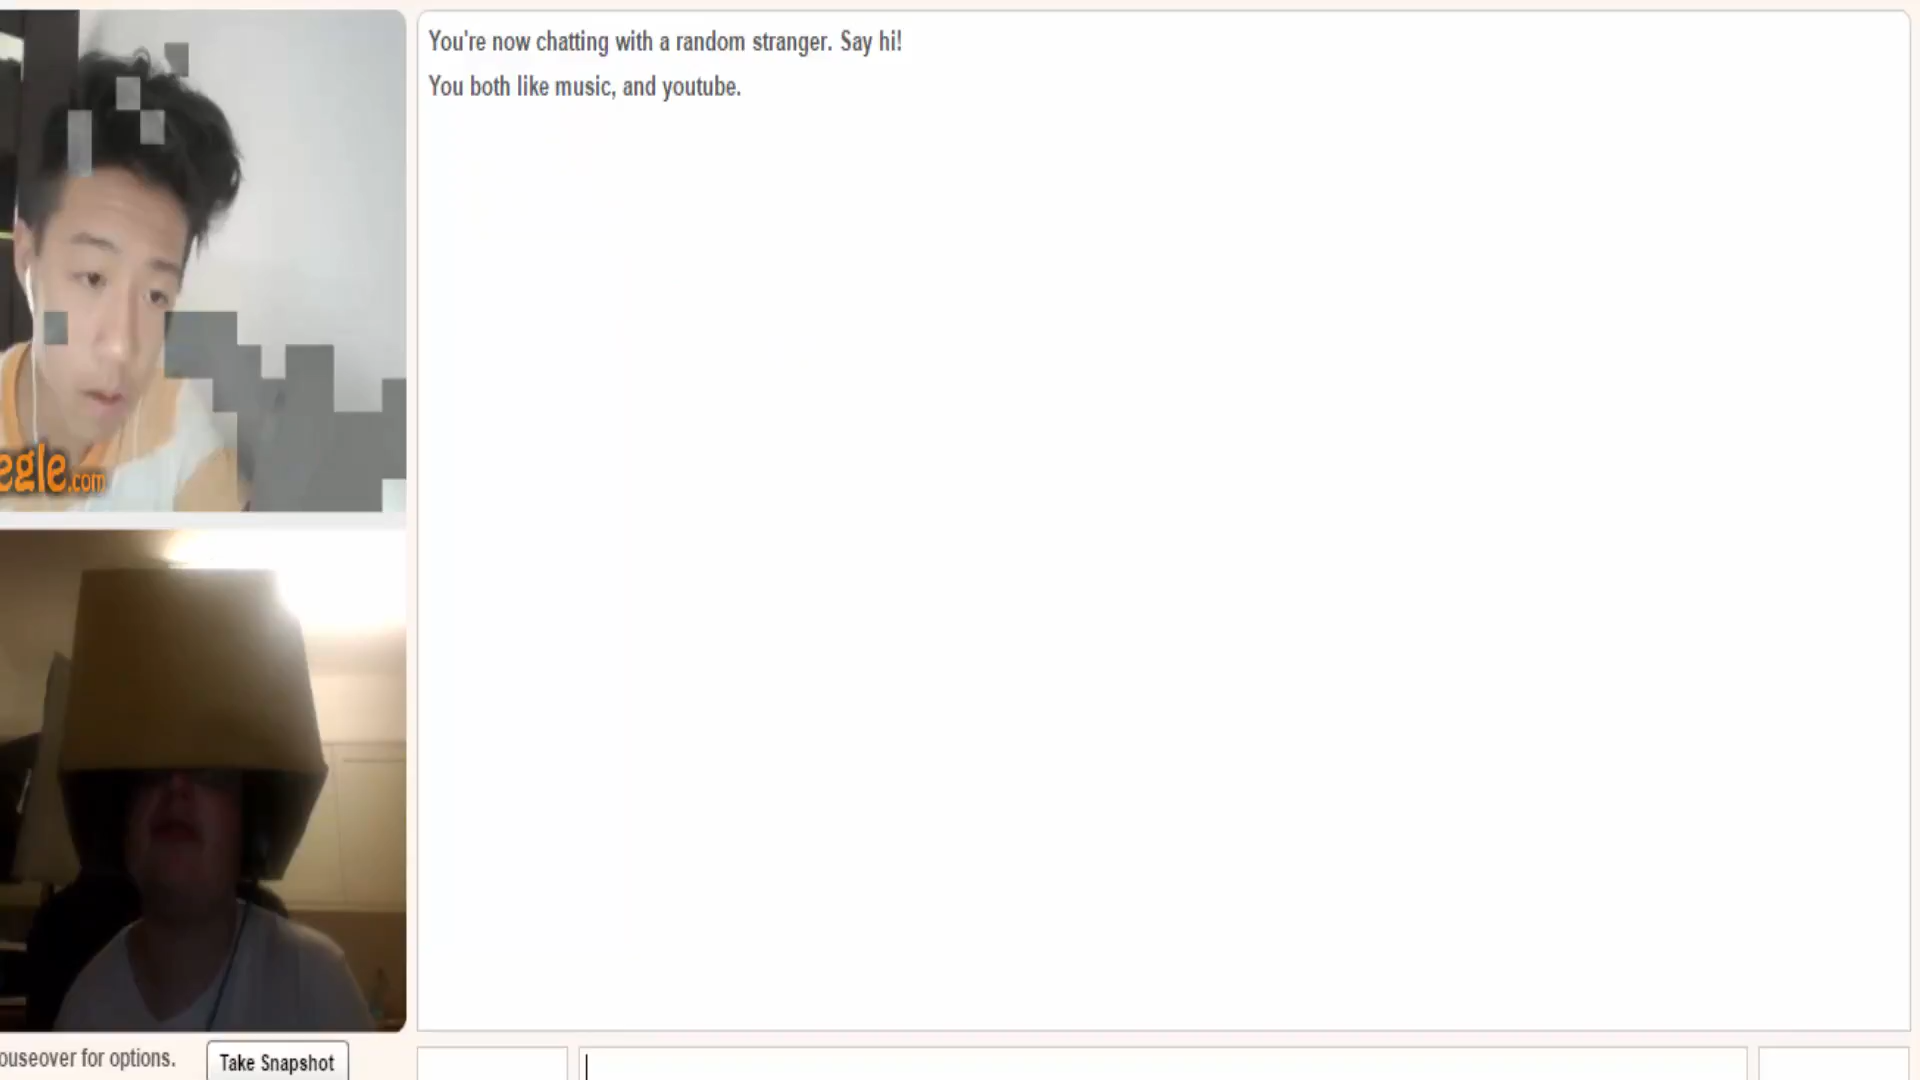 You're now chatting with a random stranger. Say hi!
You both like music, and youtube.
egle.com
ouseover for options.
Take Snapshot